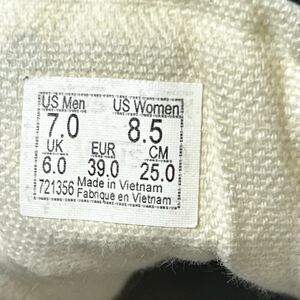 US Men US Women
7.0 8.5
UK EUR CM
6.0 39.0 25.0
721356 Made in Vietnam
Fabrique en Vietnam